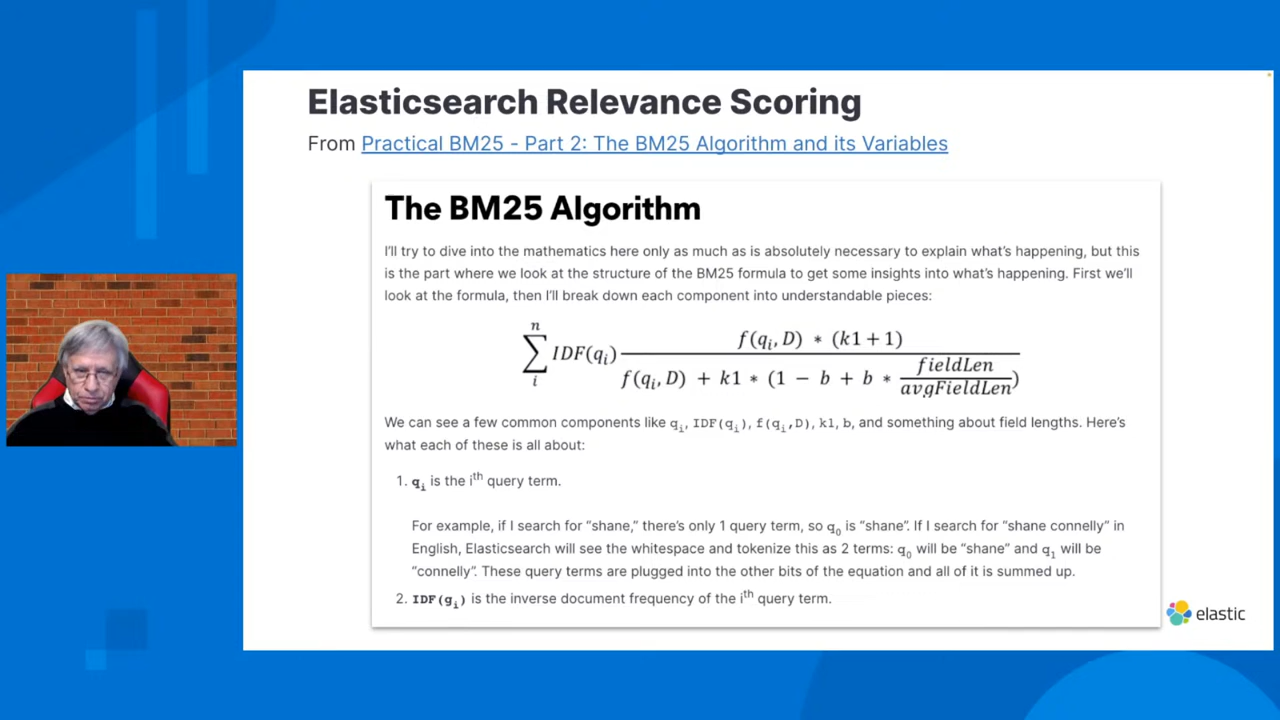 Elasticsearch Relevance Scoring
From Practical BM25 - Part 2: The BM25 Algorithm and its Variables
The BM25 Algorithm
I'll try to dive into the mathematics here only as much as is absolutely necessary to explain what's happening, but this
is the part where we look at the structure of the BM25 formula to get some insights into what's happening. First we'll
look at the formula, then I'll break down each component into understandable pieces:
n
∑ IDF(qᵢ) f(qᵢ, D) * (k1 + 1)
i
f(qᵢ, D) + k1 * (1 − b + b * fieldLen / avgFieldLen)
We can see a few common components like qᵢ, IDF(qᵢ), f(qᵢ,D), k1, b, and something about field lengths. Here's
what each of these is all about:
1. qᵢ is the iᵗʰ query term.
For example, if I search for "shane," there's only 1 query term, so q₀ is "shane". If I search for "shane connelly" in
English, Elasticsearch will see the whitespace and tokenize this as 2 terms: q₀ will be "shane" and q₁ will be
"connelly". These query terms are plugged into the other bits of the equation and all of it is summed up.
2. IDF(qᵢ) is the inverse document frequency of the iᵗʰ query term.
elastic